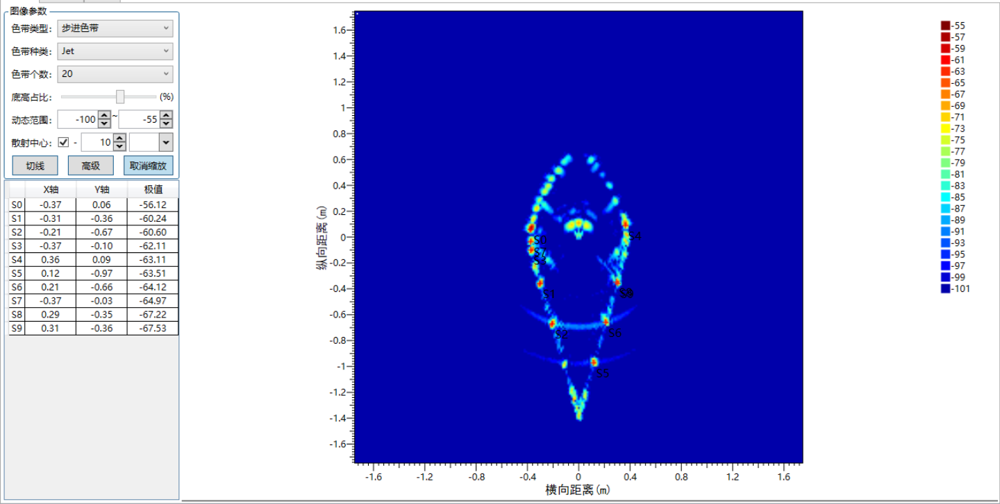 图像参数
色带类型: 步进色带
色带种类: Jet
色带个数: 20
底高占比: (%)
动态范围: -100 ~ -55
散射中心: - 10
切线 高级 取消缩放
X轴 Y轴 极值
S0 -0.37 0.06 -56.12
S1 -0.31 -0.36 -60.24
S2 -0.21 -0.67 -60.60
S3 -0.37 -0.10 -62.11
S4 0.36 0.09 -63.11
S5 0.12 -0.97 -63.51
S6 0.21 -0.66 -64.12
S7 -0.37 -0.03 -64.97
S8 0.29 -0.35 -67.22
S9 0.31 -0.36 -67.53
纵向距离(m)
1.6
1.4
1.2
1
0.8
0.6
0.4
0.2
0
-0.2
-0.4
-0.6
-0.8
-1
-1.2
-1.4
-1.6
S0
S4
S7
S3
S1
S9
S2
S6
S5
-1.6 -1.2 -0.8 -0.4 0 0.4 0.8 1.2 1.6
横向距离(m)
-55
-57
-59
-61
-63
-65
-67
-69
-71
-73
-75
-77
-79
-81
-83
-85
-87
-89
-91
-93
-95
-97
-99
-101